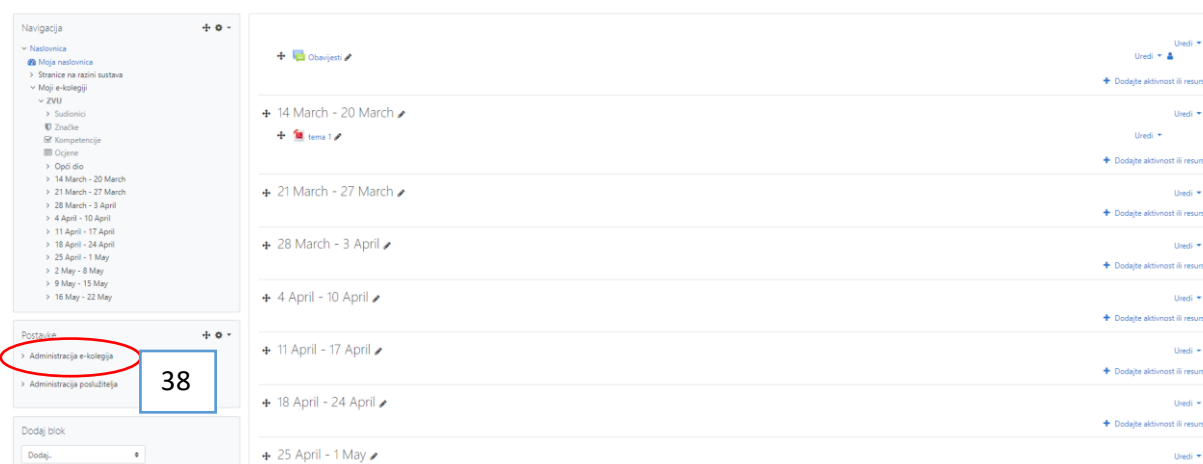 Navigacija
Naslovnica
Moja naslovnica
Stranice na razini sustava
Moji e-kolegiji
ZVU
Sudionici
Značke
Kompetencije
Ocjene
Opći dio
14 March - 20 March
21 March - 27 March
28 March - 3 April
4 April - 10 April
11 April - 17 April
18 April - 24 April
25 April - 1 May
2 May - 8 May
9 May - 15 May
16 May - 22 May
Postavke
Administracija e-kolegija
Administracija poslužitelja
38
Dodaj blok
Dodaj..
Uredi
Obavijesti Uredi
Dodajte aktivnost ili resurs
14 March - 20 March Uredi
tema 1 Uredi
Dodajte aktivnost ili resurs
21 March - 27 March Uredi
Dodajte aktivnost ili resurs
28 March - 3 April Uredi
Dodajte aktivnost ili resurs
4 April - 10 April Uredi
Dodajte aktivnost ili resurs
11 April - 17 April Uredi
Dodajte aktivnost ili resurs
18 April - 24 April Uredi
Dodajte aktivnost ili resurs
25 April - 1 May Uredi